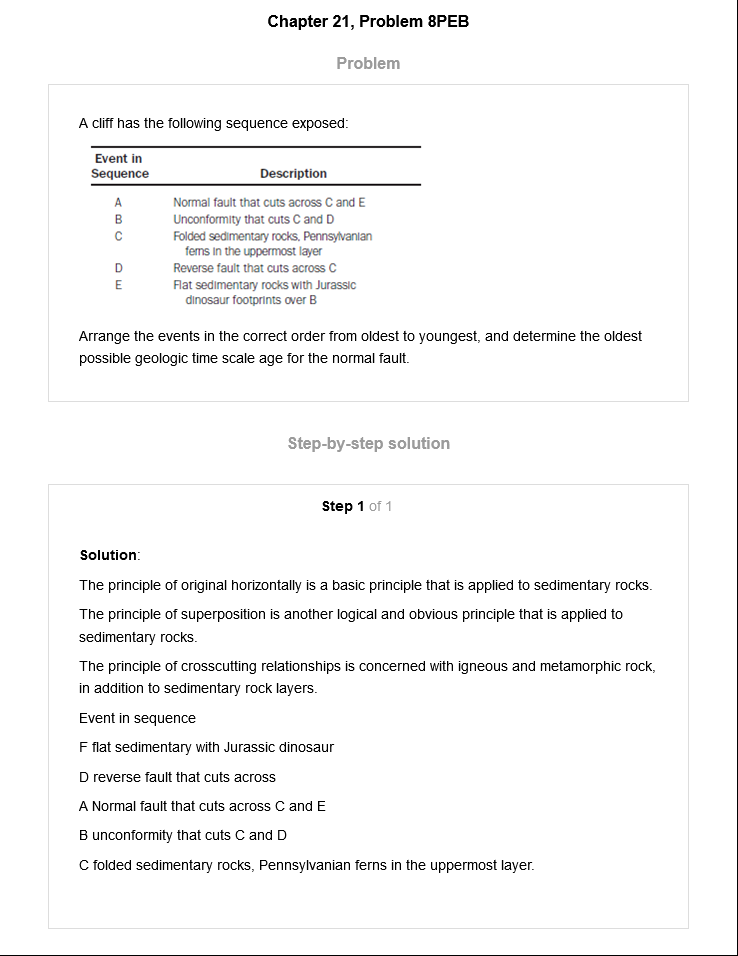 Chapter 21, Problem 8PEB
Problem
A cliff has the following sequence exposed:
Event in
Sequence Description
A Normal fault that cuts across C and E
B Unconformity that cuts C and D
C Folded sedimentary rocks, Pennsylvanian
ferns in the uppermost layer
D Reverse fault that cuts across C
E Flat sedimentary rocks with Jurassic
dinosaur footprints over B
Arrange the events in the correct order from oldest to youngest, and determine the oldest
possible geologic time scale age for the normal fault.
Step-by-step solution
Step 1 of 1
Solution:
The principle of original horizontally is a basic principle that is applied to sedimentary rocks.
The principle of superposition is another logical and obvious principle that is applied to
sedimentary rocks.
The principle of crosscutting relationships is concerned with igneous and metamorphic rock,
in addition to sedimentary rock layers.
Event in sequence
F flat sedimentary with Jurassic dinosaur
D reverse fault that cuts across
A Normal fault that cuts across C and E
B unconformity that cuts C and D
C folded sedimentary rocks, Pennsylvanian ferns in the uppermost layer.